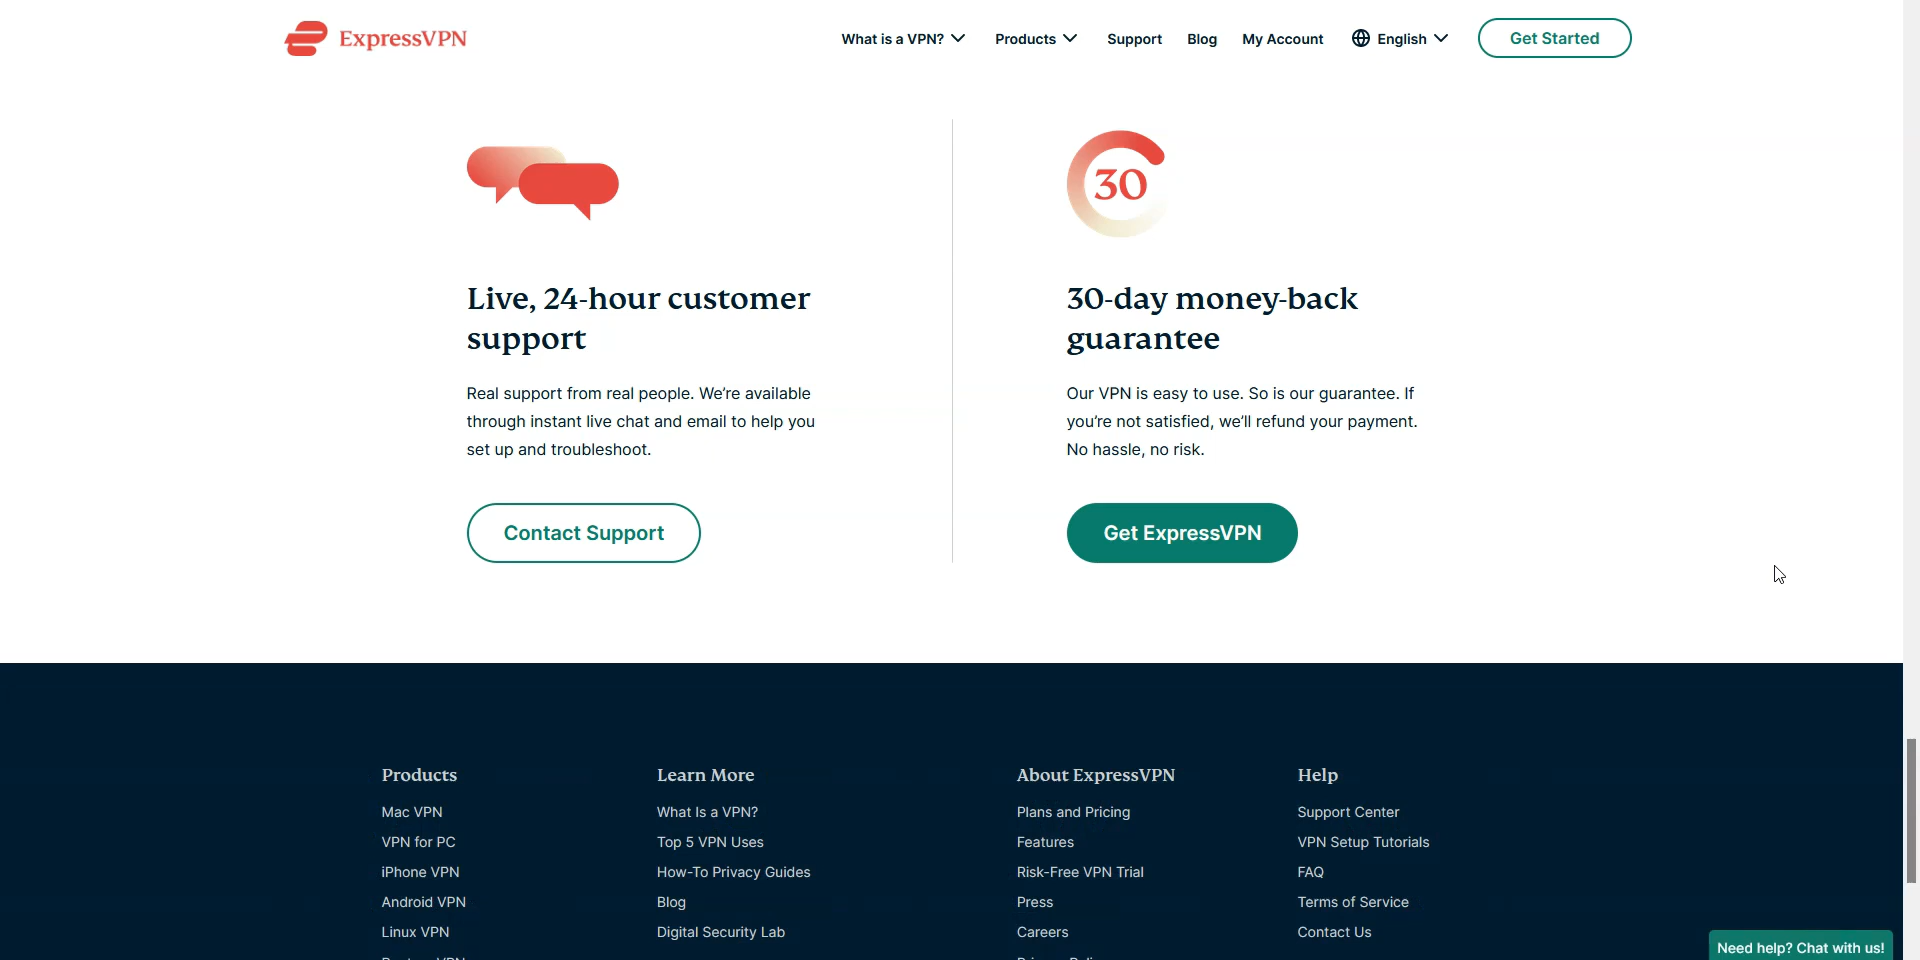 ExpressVPN
What is a VPN?
Products
Support
Blog
My Account
English
Get Started
30
Live, 24-hour customer
support
Real support from real people. We’re available
through instant live chat and email to help you
set up and troubleshoot.
Contact Support
30-day money-back
guarantee
Our VPN is easy to use. So is our guarantee. If
you’re not satisfied, we’ll refund your payment.
No hassle, no risk.
Get ExpressVPN
Products
Mac VPN
VPN for PC
iPhone VPN
Android VPN
Linux VPN
Learn More
What Is a VPN?
Top 5 VPN Uses
How-To Privacy Guides
Blog
Digital Security Lab
About ExpressVPN
Plans and Pricing
Features
Risk-Free VPN Trial
Press
Careers
Help
Support Center
VPN Setup Tutorials
FAQ
Terms of Service
Contact Us
Need help? Chat with us!